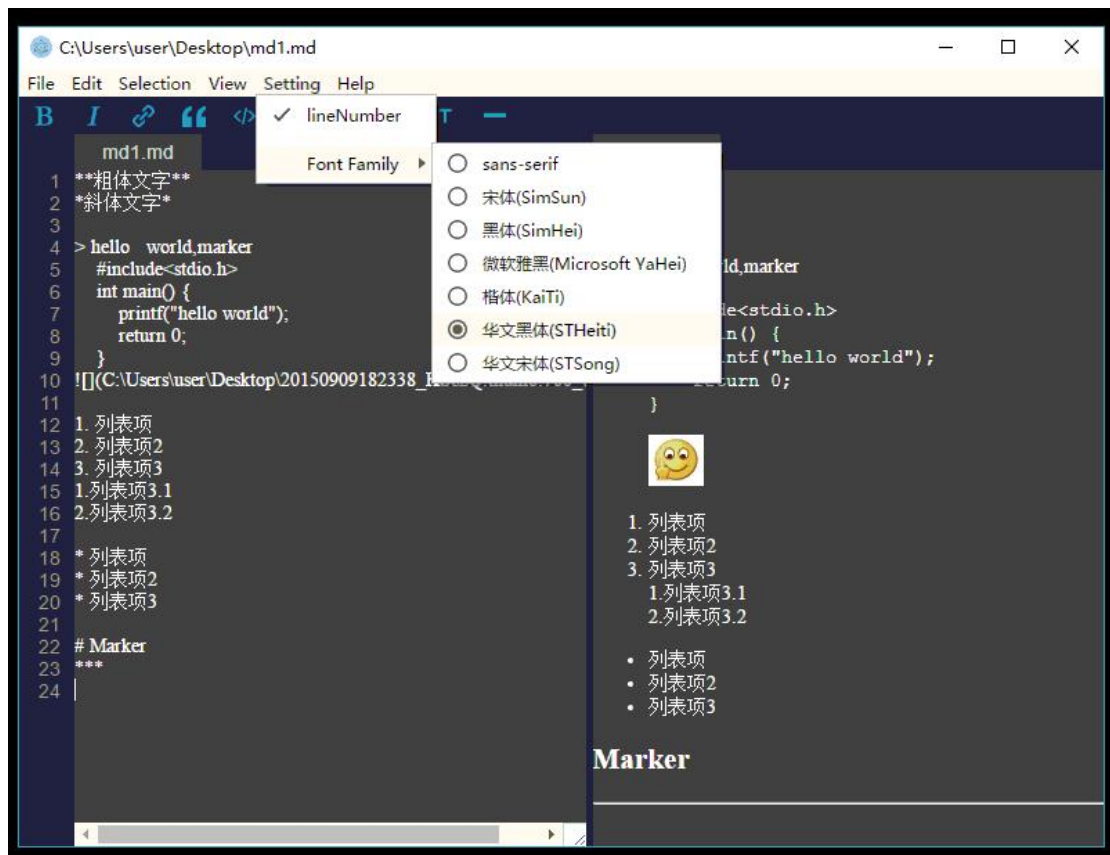 C:\Users\user\Desktop\md1.md
File Edit Selection View Setting Help
B I </> T
lineNumber
Font Family
sans-serif
宋体(SimSun)
黑体(SimHei)
微软雅黑(Microsoft YaHei)
楷体(KaiTi)
华文黑体(STHeiti)
华文宋体(STSong)
md1.md
1 **粗体文字**
2 *斜体文字*
3
4 > hello world,marker
5 #include<stdio.h>
6 int main() {
7 printf("hello world");
8 return 0;
9 }
10 ![](C:\Users\user\Desktop\20150909182338_
11
12 1. 列表项
13 2. 列表项2
14 3. 列表项3
15 1.列表项3.1
16 2.列表项3.2
17
18 * 列表项
19 * 列表项2
20 * 列表项3
21
22 # Marker
23 ***
24
ld,marker
e<stdio.h>
n() {
ntf("hello world");
return 0;
}
1. 列表项
2. 列表项2
3. 列表项3
1.列表项3.1
2.列表项3.2
• 列表项
• 列表项2
• 列表项3
Marker